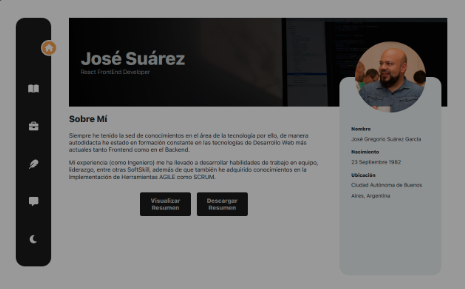 José Suárez
React FrontEnd Developer
Sobre Mí
Siempre he tenido la sed de conocimientos en el área de la tecnología por ello, de manera
autodidacta he estado en formación constante en las tecnologías de Desarrollo Web más
actuales tanto Frontend como en el Backend.
Mi experiencia (como Ingeniero) me ha llevado a desarrollar habilidades de trabajo en equipo,
liderazgo, entre otras SoftSkill, además de que también he adquirido conocimientos en la
implementación de Herramientas AGILE como SCRUM.
Visualizar
Resumen
Descargar
Resumen
Nombre
José Gregorio Suárez García
Nacimiento
23 Septiembre 1982
Ubicación
Ciudad Autónoma de Buenos
Aires, Argentina